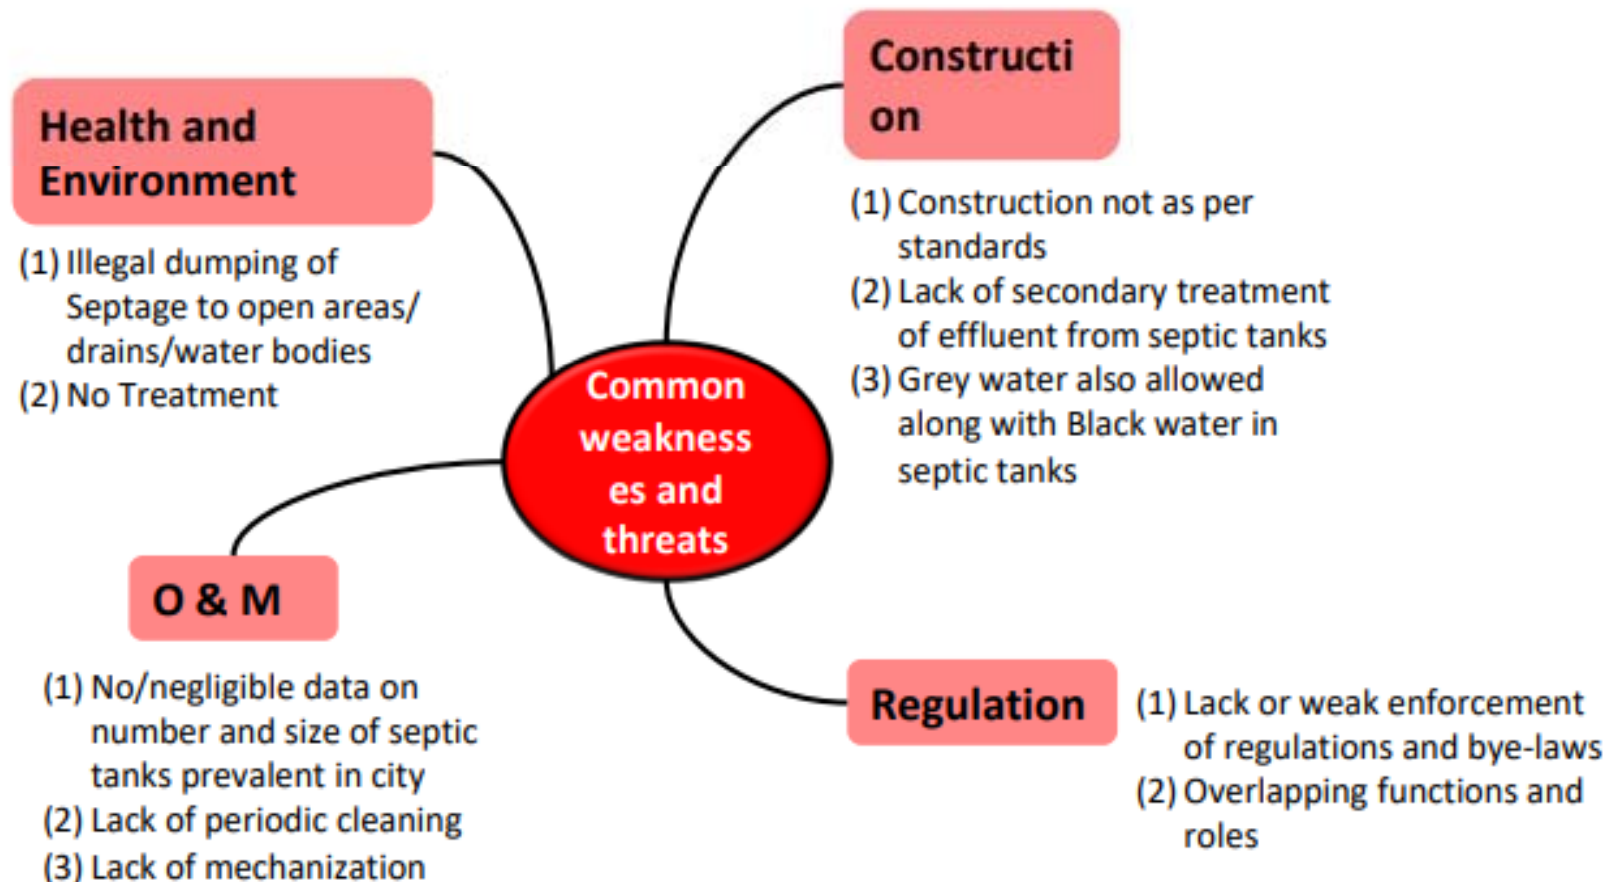 Health and
Environment
(1) Illegal dumping of
Septage to open areas/
drains/water bodies
(2) No Treatment
Constructi
on
(1) Construction not as per
standards
(2) Lack of secondary treatment
of effluent from septic tanks
(3) Grey water also allowed
along with Black water in
septic tanks
Common
weakness
es and
threats
O & M
(1) No/negligible data on
number and size of septic
tanks prevalent in city
(2) Lack of periodic cleaning
(3) Lack of mechanization
Regulation
(1) Lack or weak enforcement
of regulations and bye-laws
(2) Overlapping functions and
roles